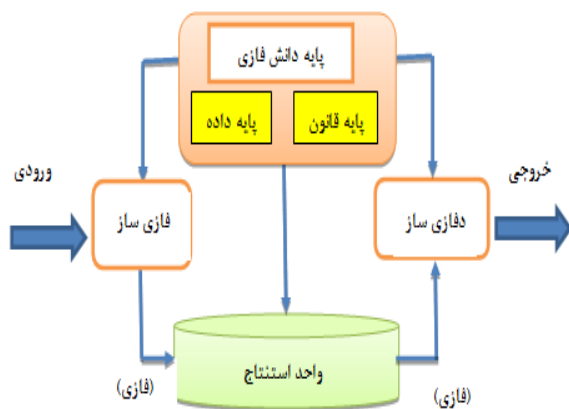 پایه دانش فازی
پایه قانون
پایه داده
ورودی
خروجی
فازی ساز
دفازی ساز
واحد استنتاج
(فازی)
(فازی)